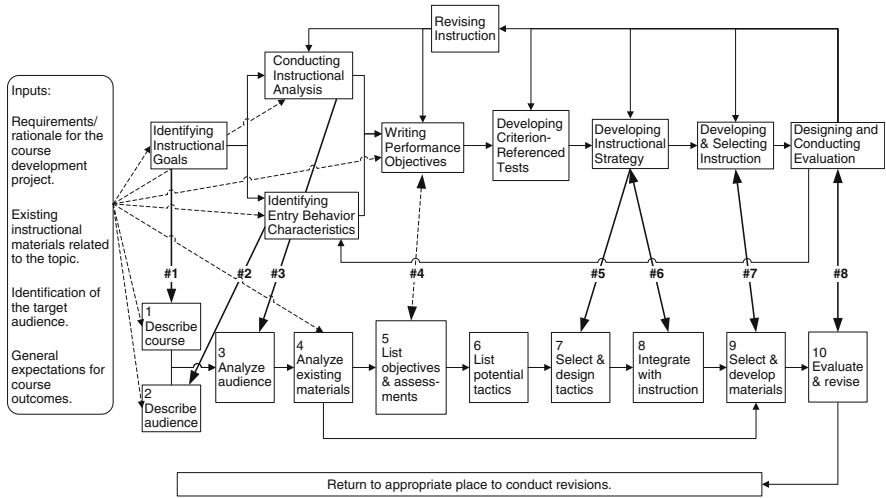 Revising
Instruction
Conducting
Instructional
Analysis
Inputs:
Requirements/
rationale for the
course
development
project.
Existing
instructional
materials related
to the topic.
Identification of
the target
audience.
General
expectations for
course
outcomes.
Identifying
Instructional
Goals
Identifying
Entry Behavior
Characteristics
Writing
Performance
Objectives
Developing
Criterion-
Referenced
Tests
Developing
Instructional
Strategy
Developing
& Selecting
Instruction
Designing and
Conducting
Evaluation
#1
#2
#3
#4
#5
#6
#7
#8
1
Describe
course
2
Describe
audience
3
Analyze
audience
4
Analyze
existing
materials
5
List
objectives
& assess-
ments
6
List
potential
tactics
7
Select &
design
tactics
8
Integrate
with
instruction
9
Select &
develop
materials
10
Evaluate
& revise
Return to appropriate place to conduct revisions.